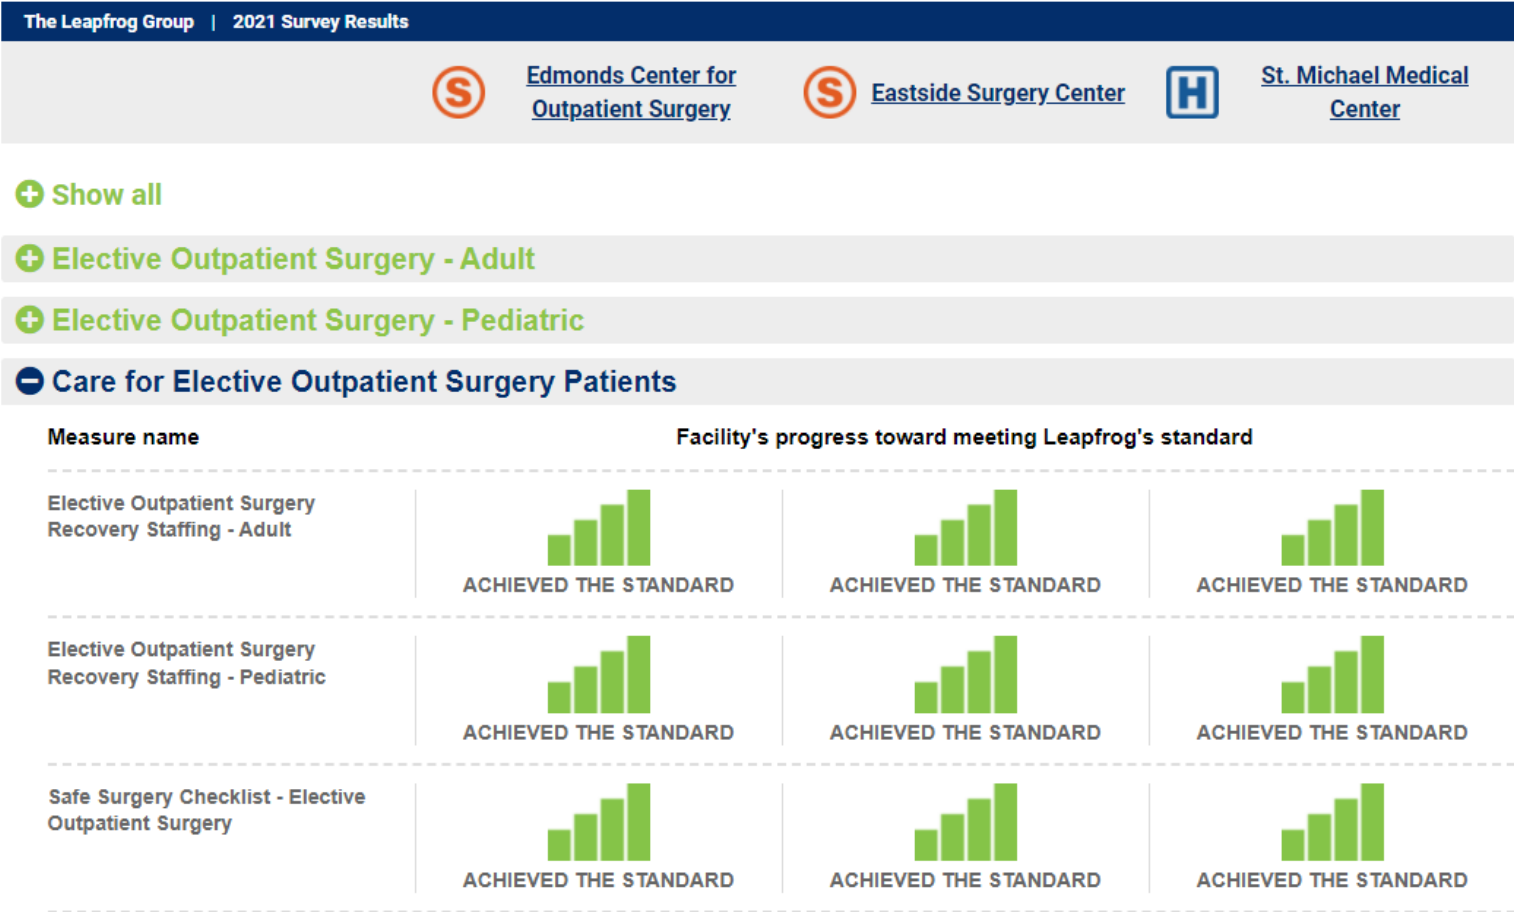 The Leapfrog Group | 2021 Survey Results
S
Edmonds Center for
Outpatient Surgery
S
Eastside Surgery Center
H
St. Michael Medical
Center
Show all
Elective Outpatient Surgery - Adult
Elective Outpatient Surgery - Pediatric
Care for Elective Outpatient Surgery Patients
Measure name
Facility's progress toward meeting Leapfrog's standard
Elective Outpatient Surgery
Recovery Staffing - Adult
ACHIEVED THE STANDARD
ACHIEVED THE STANDARD
ACHIEVED THE STANDARD
Elective Outpatient Surgery
Recovery Staffing - Pediatric
ACHIEVED THE STANDARD
ACHIEVED THE STANDARD
ACHIEVED THE STANDARD
Safe Surgery Checklist - Elective
Outpatient Surgery
ACHIEVED THE STANDARD
ACHIEVED THE STANDARD
ACHIEVED THE STANDARD